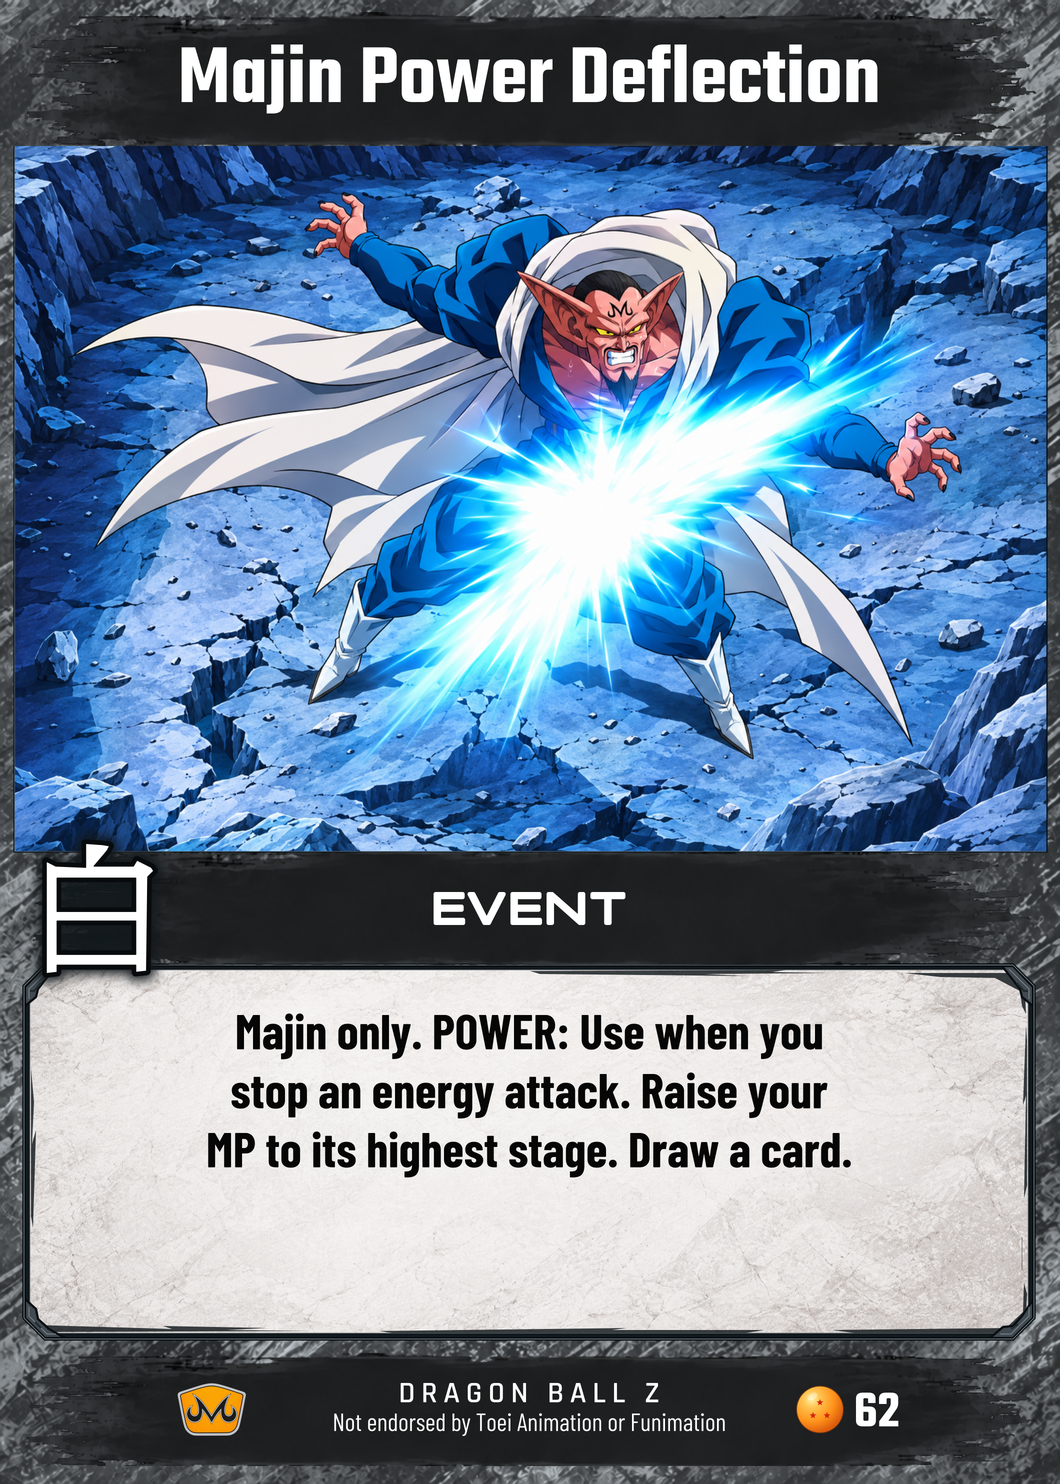 Majin Power Deflection
白
EVENT
Majin only. POWER: Use when you
stop an energy attack. Raise your
MP to its highest stage. Draw a card.
DRAGON BALL Z
Not endorsed by Toei Animation or Funimation
62